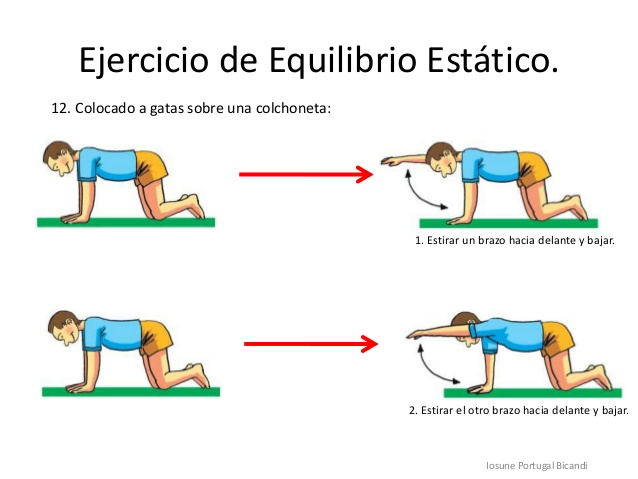 Ejercicio de Equilibrio Estático.
12. Colocado a gatas sobre una colchoneta:
1. Estirar un brazo hacia delante y bajar.
2. Estirar el otro brazo hacia delante y bajar.
Iosune Portugal Bicandi